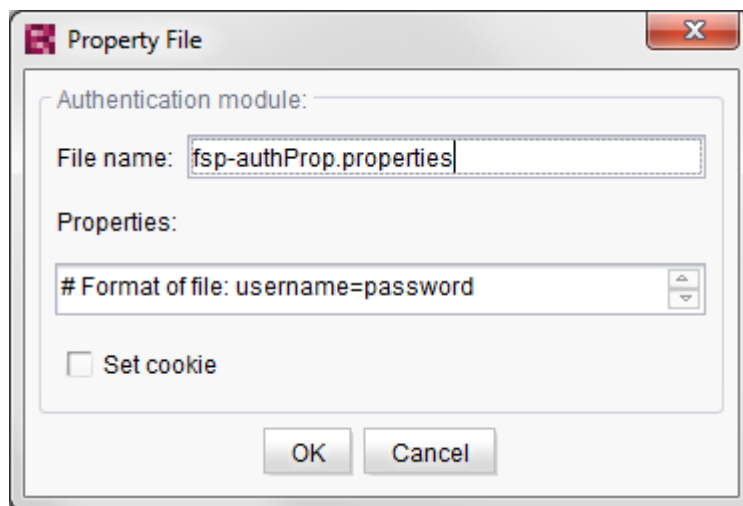 Property File
Authentication module:
File name: fsp-authProp.properties
Properties:
# Format of file: username=password
Set cookie
OK Cancel